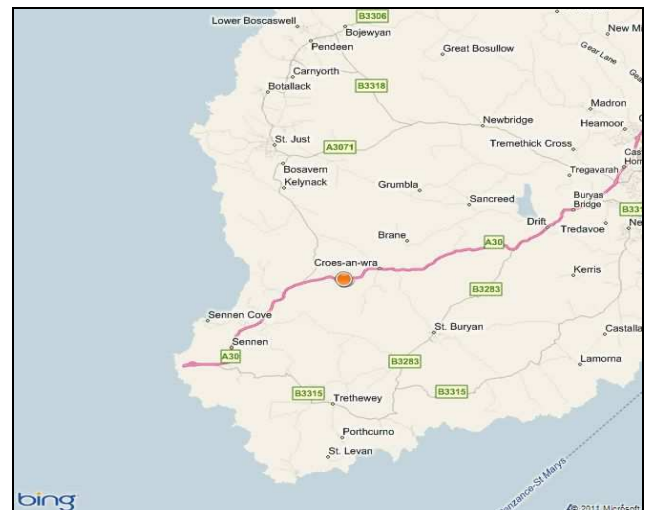 B3306
Lower Boscaswell
Bojewyan
Pendeen
Great Bosullow
Gear Lane
Carnyorth
Botallack
B3318
Madron
Newbridge
Heamoor
St. Just
A3071
Tremethick Cross
Bosavern
Kelynack
Tregavarah
Grumbla
Sancreed
Buryas
Bridge
Drift
Tredavoe
Brane
A30
Croes-an-wra
Kerris
B3283
Sennen Cove
St. Buryan
Sennen
A30
B3283
Lamorna
B3315
B3315
Trethewey
Porthcurno
St. Levan
bing
© 2011 Microsoft